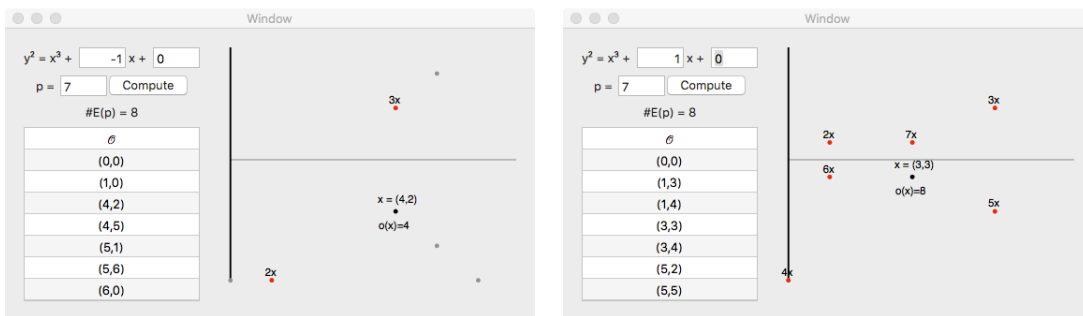 Window
y² = x³ + -1 x + 0
p = 7 Compute
#E(p) = 8
𝒪
(0,0)
(1,0)
(4,2)
(4,5)
(5,1)
(5,6)
(6,0)
3x
x = (4,2)
o(x)=4
2x
Window
y² = x³ + 1 x + 0
p = 7 Compute
#E(p) = 8
𝒪
(0,0)
(1,3)
(1,4)
(3,3)
(3,4)
(5,2)
(5,5)
3x
2x 7x
6x x = (3,3)
o(x)=8
5x
4x